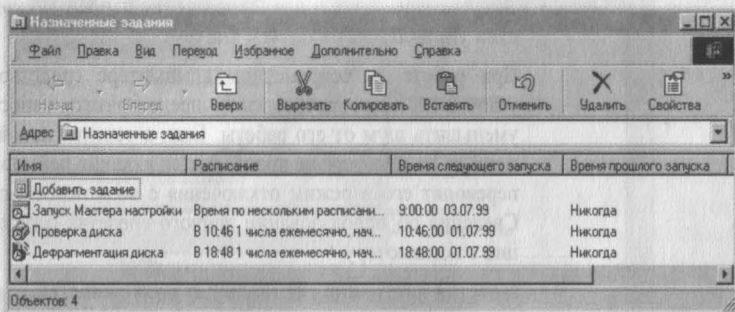 Назначенные задания
Файл Правка Вид Переход Избранное Дополнительно Справка
Назад Вперед Вверх Вырезать Копировать Вставить Отменить Удалить Свойства »
Адрес Назначенные задания
Имя Расписание Время следующего запуска Время прошлого запуска
Добавить задание
Запуск Мастера настройки Время по нескольким расписани... 9:00:00 03.07.99 Никогда
Проверка диска В 10:46 1 числа ежемесячно, нач... 10:46:00 01.07.99 Никогда
Дефрагментация диска В 18:48 1 числа ежемесячно, нач... 18:48:00 01.07.99 Никогда
Объектов: 4